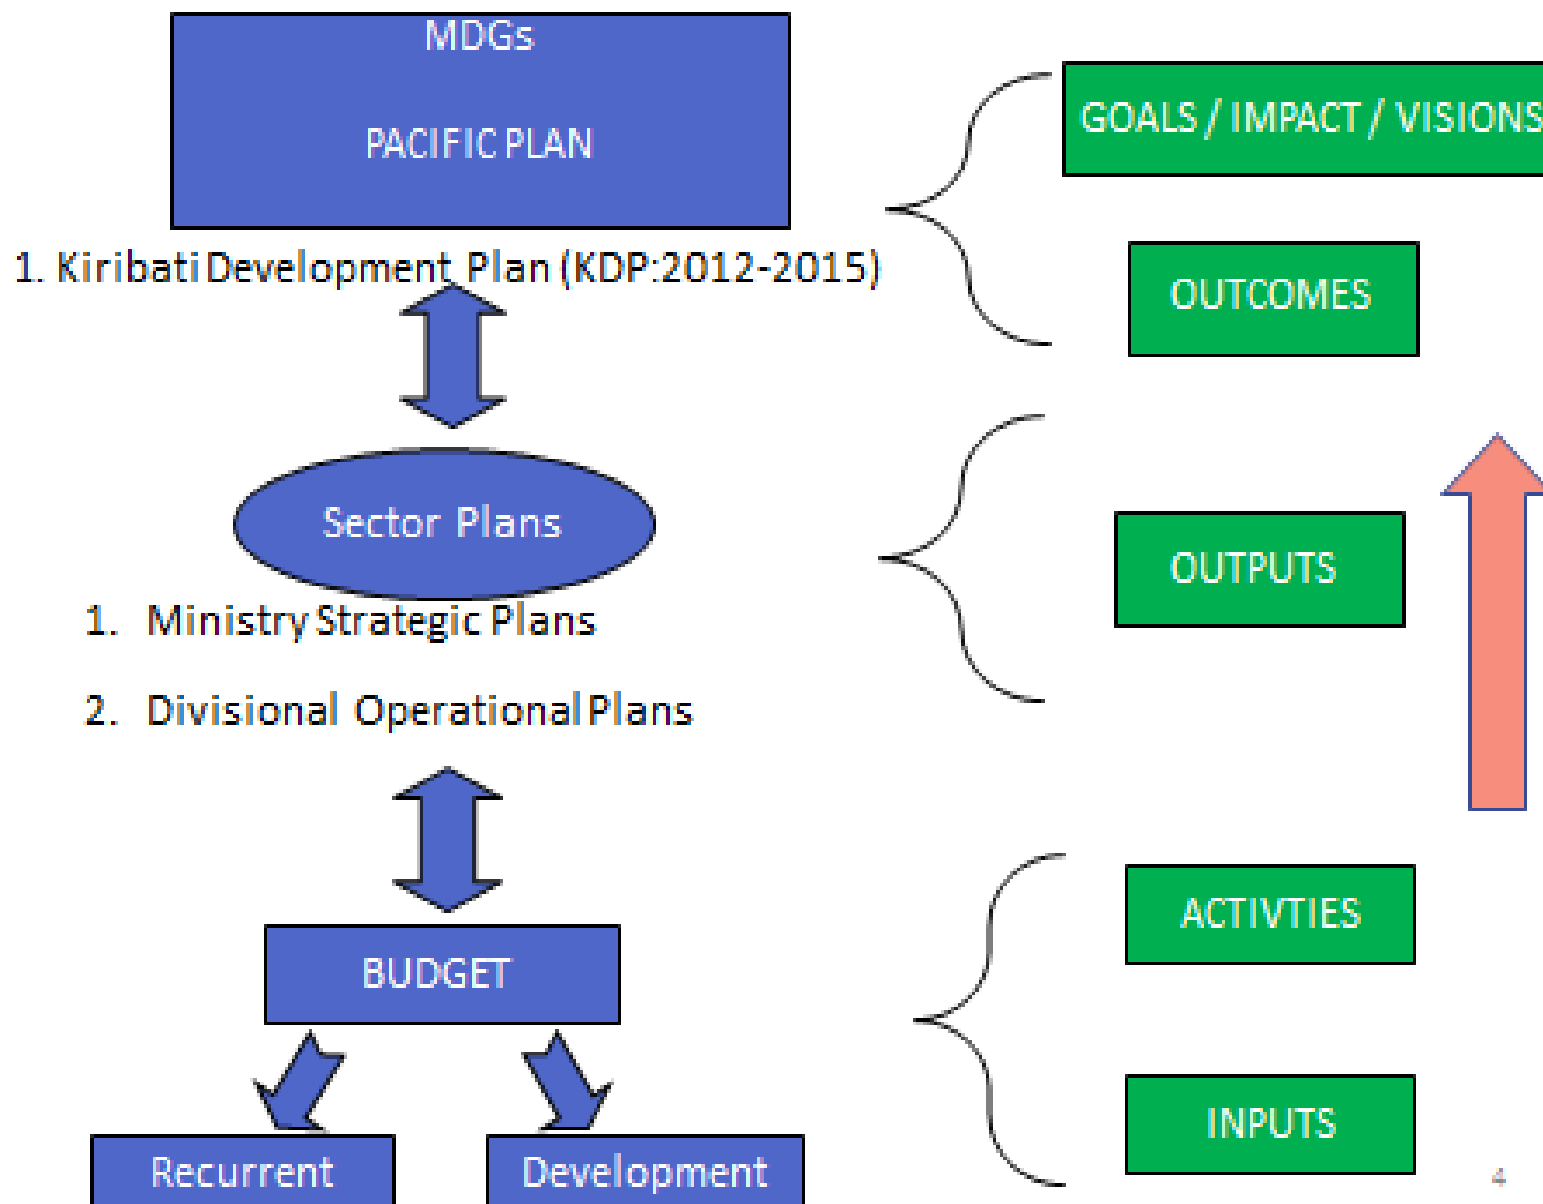 MDGs
PACIFIC PLAN
1. Kiribati Development Plan (KDP:2012-2015)
Sector Plans
1. Ministry Strategic Plans
2. Divisional Operational Plans
BUDGET
Recurrent
Development
GOALS / IMPACT / VISIONS
OUTCOMES
OUTPUTS
ACTIVTIES
INPUTS
4